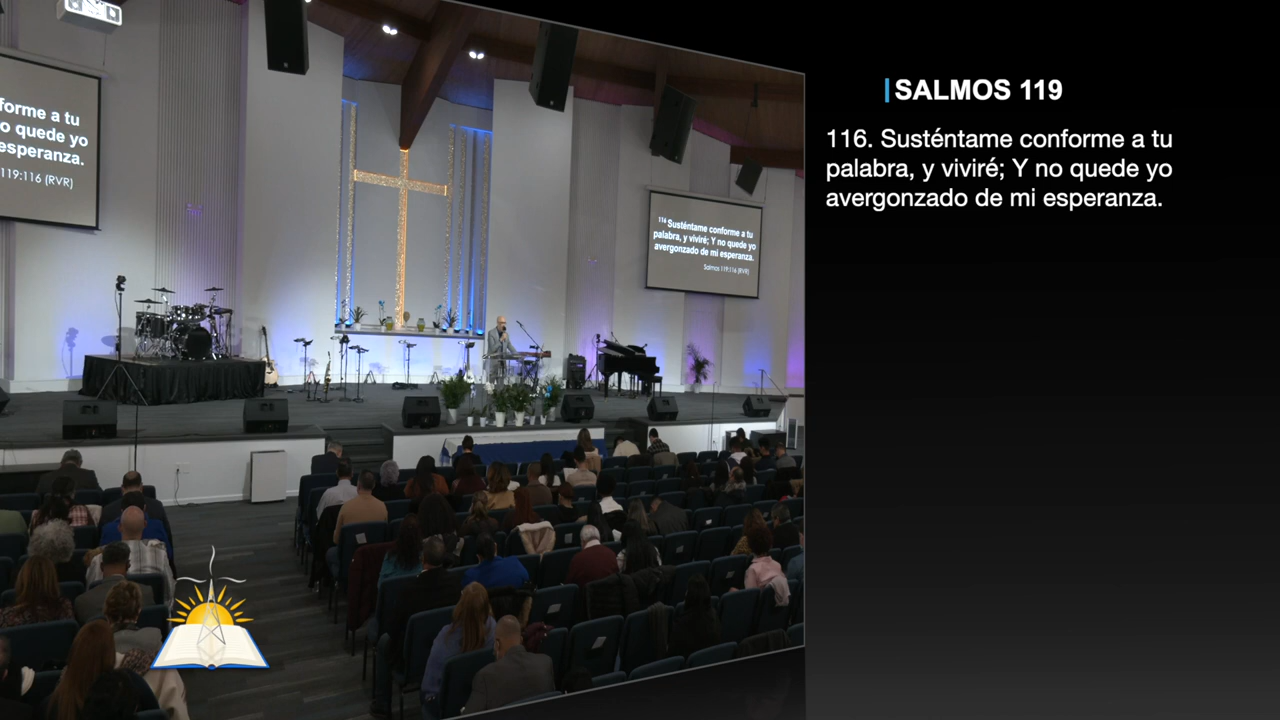 forme a tu
o quede yo
esperanza.
119:116 (RVR)
116 Susténtame conforme a tu
palabra, y viviré; Y no quede yo
avergonzado de mi esperanza.
Salmos 119:116 (RVR)
SALMOS 119
116. Susténtame conforme a tu
palabra, y viviré; Y no quede yo
avergonzado de mi esperanza.